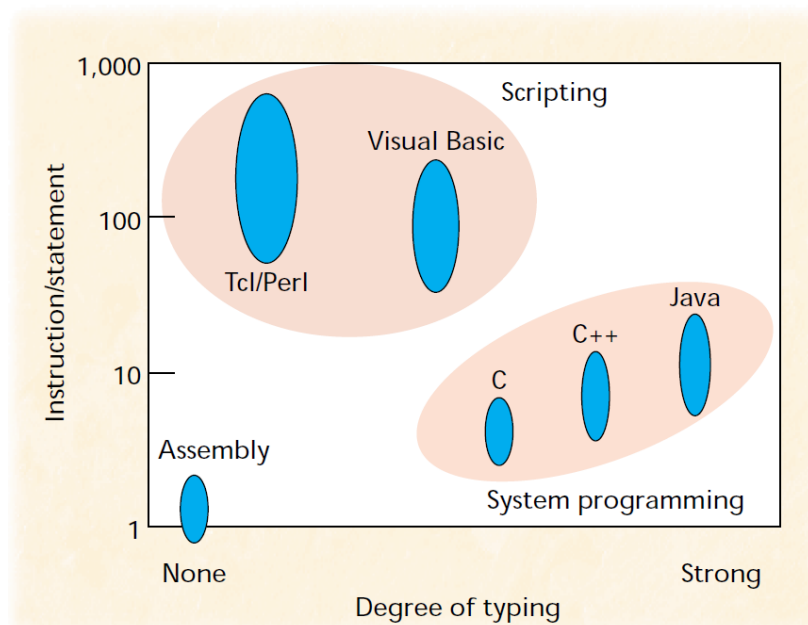 1,000
Scripting
Visual Basic
100
Tcl/Perl
Java
C++
10
C
Assembly
System programming
1
None
Strong
Degree of typing
Instruction/statement